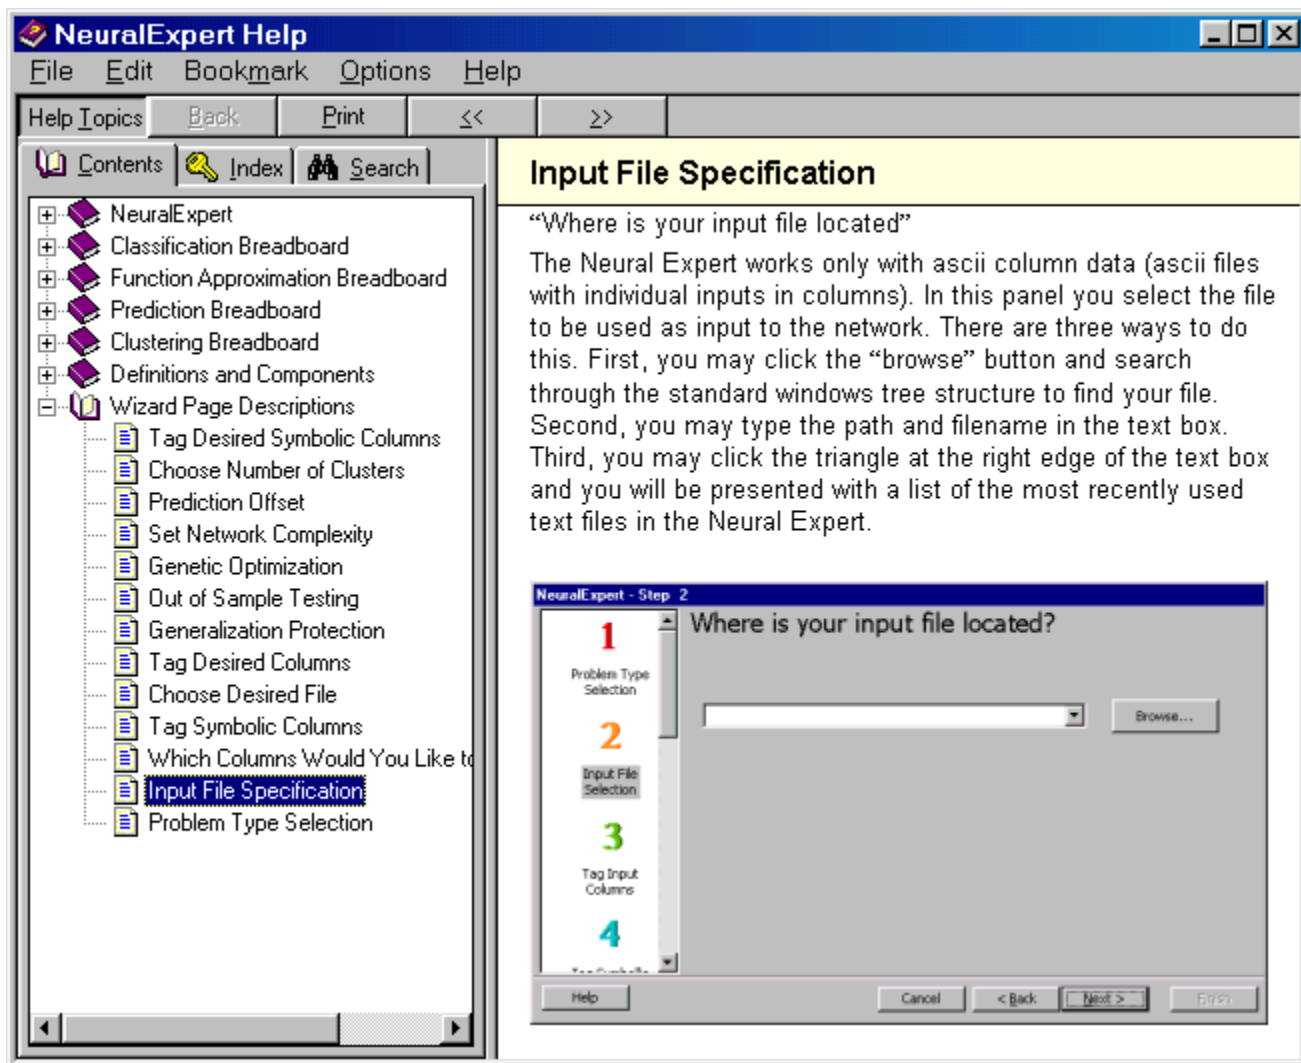 NeuralExpert Help
File Edit Bookmark Options Help
Help Topics Back Print << >>
Contents Index Search
NeuralExpert
Classification Breadboard
Function Approximation Breadboard
Prediction Breadboard
Clustering Breadboard
Definitions and Components
Wizard Page Descriptions
Tag Desired Symbolic Columns
Choose Number of Clusters
Prediction Offset
Set Network Complexity
Genetic Optimization
Out of Sample Testing
Generalization Protection
Tag Desired Columns
Choose Desired File
Tag Symbolic Columns
Which Columns Would You Like to
Input File Specification
Problem Type Selection
Input File Specification
“Where is your input file located”
The Neural Expert works only with ascii column data (ascii files
with individual inputs in columns). In this panel you select the file
to be used as input to the network. There are three ways to do
this. First, you may click the “browse” button and search
through the standard windows tree structure to find your file.
Second, you may type the path and filename in the text box.
Third, you may click the triangle at the right edge of the text box
and you will be presented with a list of the most recently used
text files in the Neural Expert.
NeuralExpert - Step 2
1
Problem Type
Selection
2
Input File
Selection
3
Tag Input
Columns
4
Where is your input file located?
Browse...
Help Cancel < Back Next > Finish